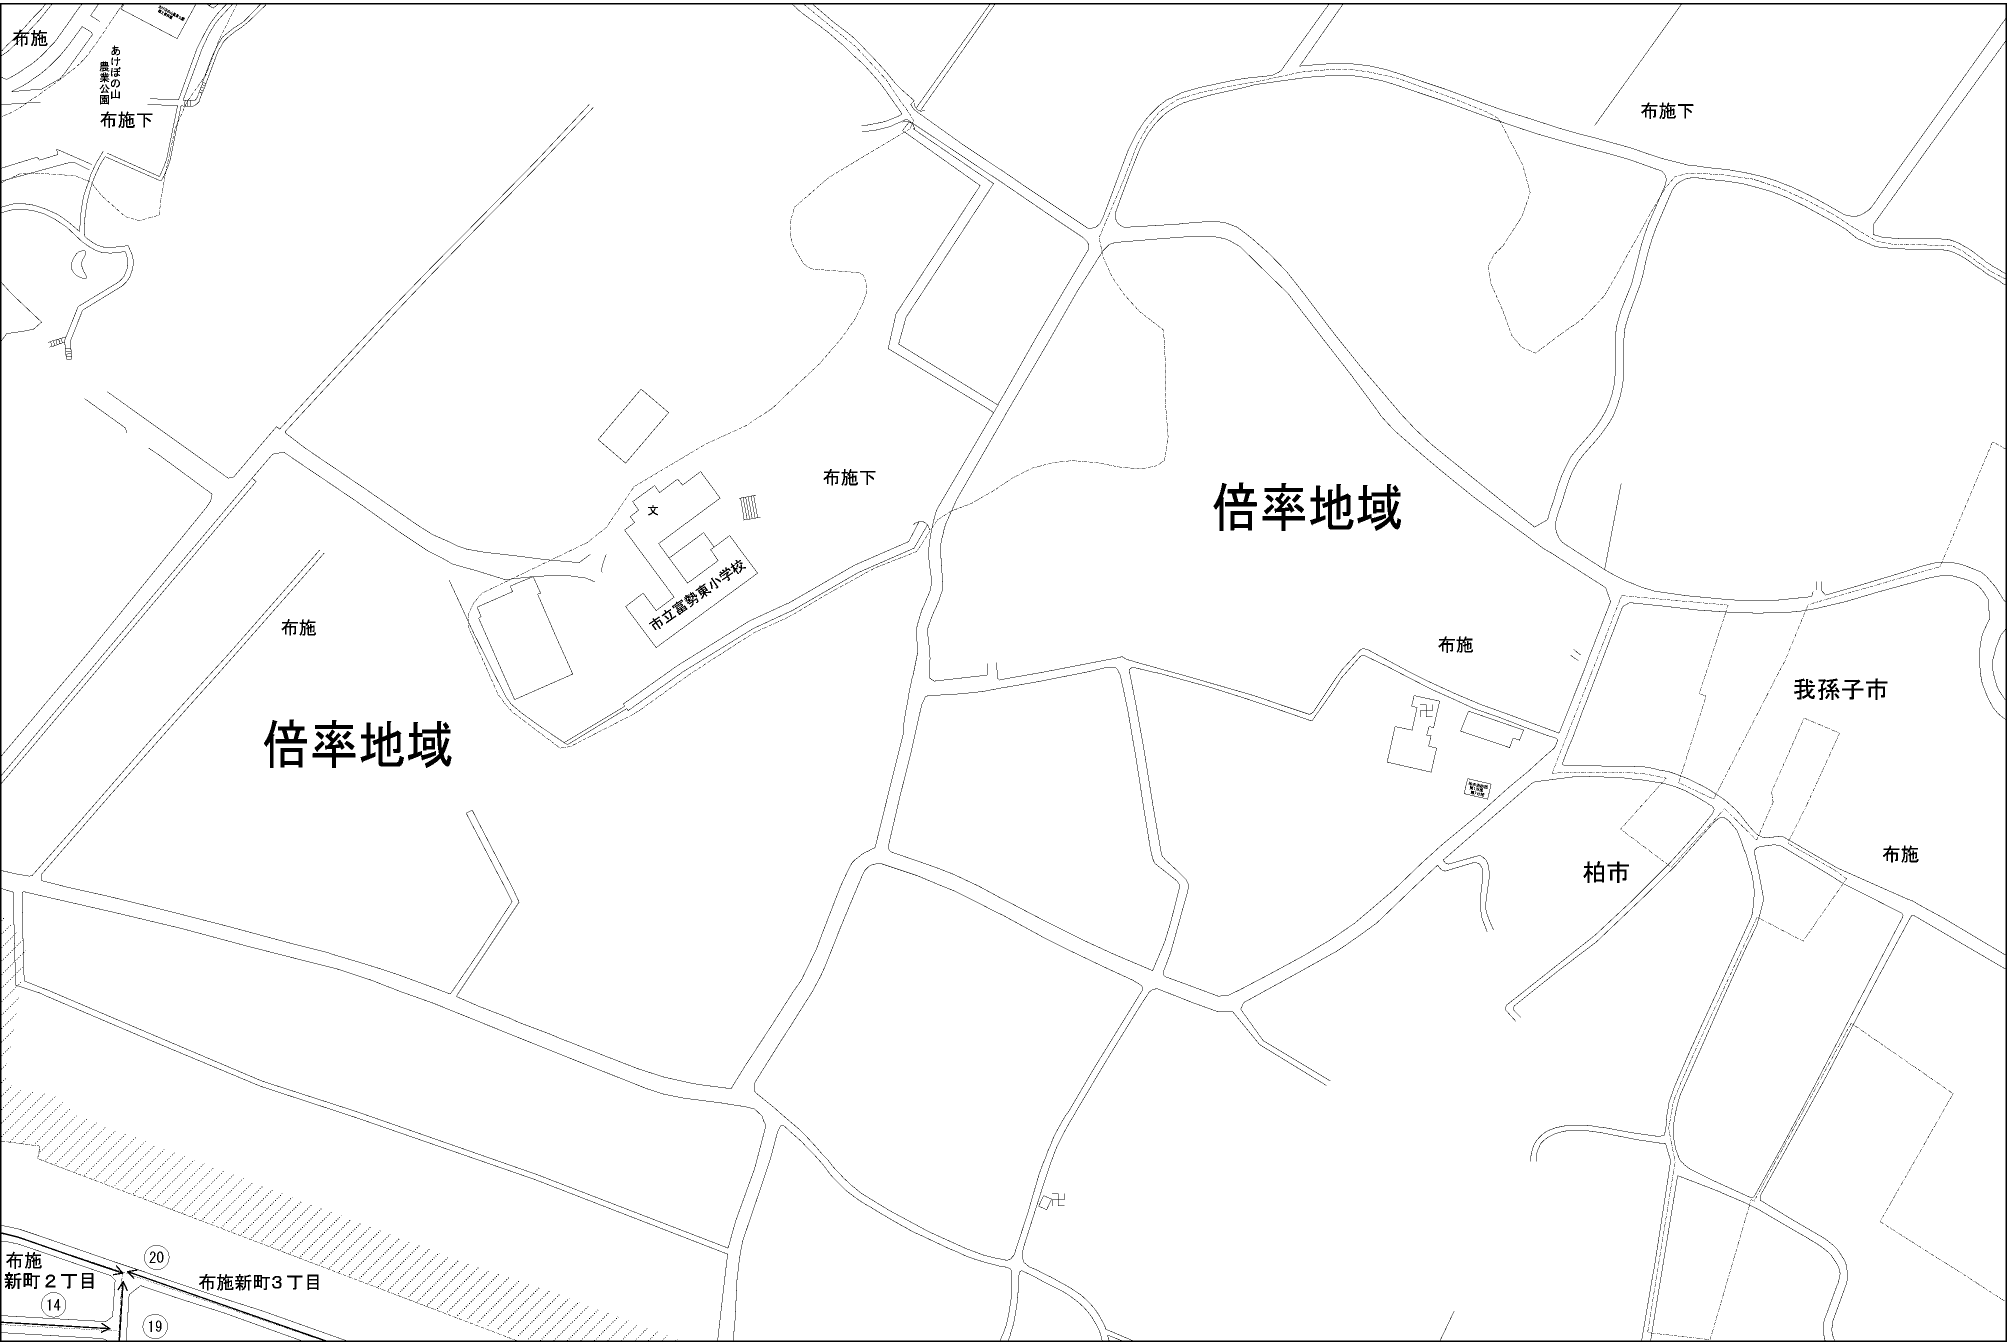 布施
あけぼの山
農業公園
布施下
布施下
布施下
文
市立富勢東小学校
倍率地域
布施
倍率地域
布施
我孫子市
柏市
布施
布施
新町2丁目
⑭
⑳
布施新町3丁目
⑲